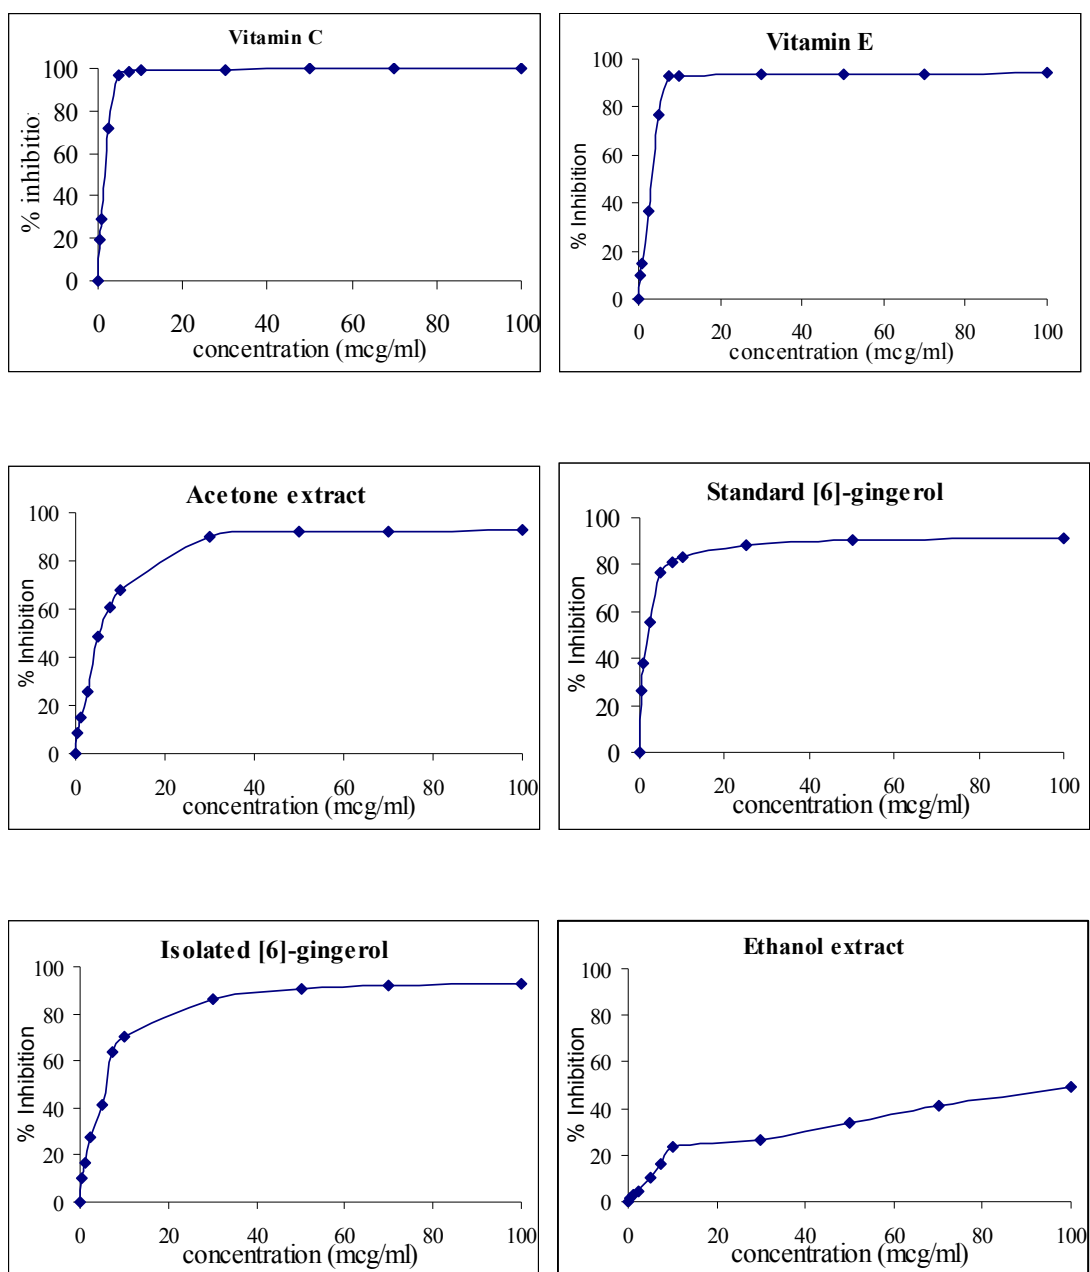 Vitamin C
100
80
60
40
20
0
% inhibitio
0 20 40 60 80 100
concentration (mcg/ml)
Vitamin E
100
80
60
40
20
0
% Inhibition
0 20 40 60 80 100
concentration (mcg/ml)
Acetone extract
100
80
60
40
20
0
% Inhibition
0 20 40 60 80 100
concentration (mcg/ml)
Standard [6]-gingerol
100
80
60
40
20
0
% Inhibition
0 20 40 60 80 100
concentration (mcg/ml)
Isolated [6]-gingerol
100
80
60
40
20
0
% Inhibition
0 20 40 60 80 100
concentration (mcg/ml)
Ethanol extract
100
80
60
40
20
0
% Inhibition
0 20 40 60 80 100
concentration (mcg/ml)